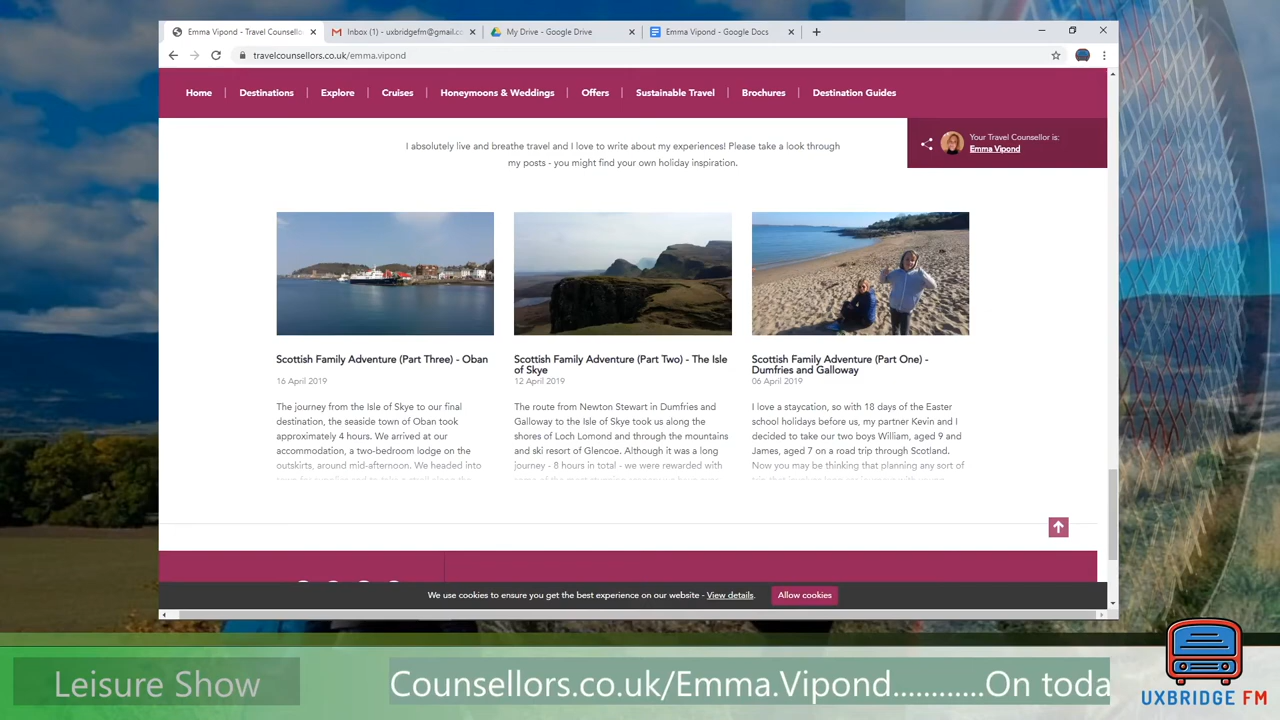 Emma Vipond - Travel Counsello
Inbox () - uxbridgefm@gmail.co
My Drive - Google Drive
Emma Vipond - Google Docs
travelcounsellors.co.uk/emma.vipond
Home
Destinations
Explore
Cruises
Honeymoons & Weddings
Offers
Sustainable Travel
Brochures
Destination Guides
Your Travel Counsellor is:
Emma Vipond
I absolutely live and breathe travel and I love to write about my experiences! Please take a look through
my posts - you might find your own holiday inspiration.
Scottish Family Adventure (Part Three) - Oban
16 April 2019
The journey from the Isle of Skye to our final
destination, the seaside town of Oban took
approximately 4 hours. We arrived at our
accommodation, a two-bedroom lodge on the
outskirts, around mid-afternoon. We headed into
Scottish Family Adventure (Part Two) - The Isle
of Skye
12 April 2019
The route from Newton Stewart in Dumfries and
Galloway to the Isle of Skye took us along the
shores of Loch Lomond and through the mountains
and ski resort of Glencoe. Although it was a long
journey - 8 hours in total - we were rewarded with
Scottish Family Adventure (Part One) -
Dumfries and Galloway
06 April 2019
I love a staycation, so with 18 days of the Easter
school holidays before us, my partner Kevin and I
decided to take our two boys William, aged 9 and
James, aged 7 on a road trip through Scotland.
Now you may be thinking that planning any sort of
We use cookies to ensure you get the best experience on our website - View details.
Allow cookies
Leisure Show
Counsellors.co.uk/Emma.Vipond...........On toda
UXBRIDGE FM